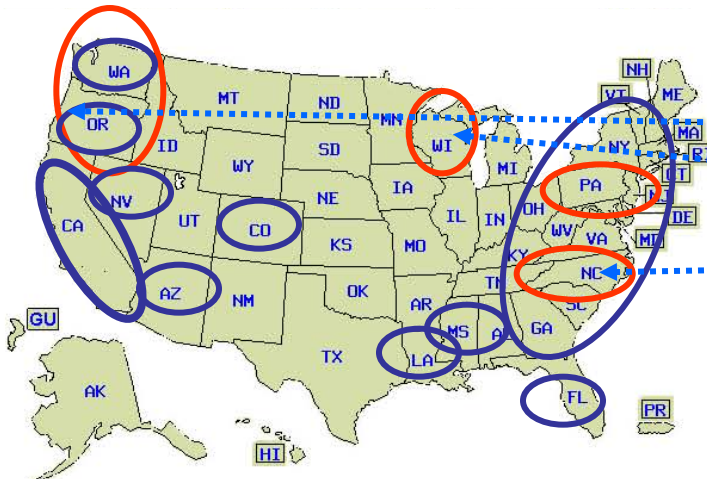 NH
WA
VT
ME
MT
ND
MN
OR
MA
NY
WI
RI
ID
SD
MI
CT
WY
PA
NJ
IA
NE
NV
OH
DE
CA
UT
CO
IL
IN
WV
VA
MD
KS
MO
KY
NC
AZ
OK
TN
NM
AR
SC
GU
MS
AL
GA
TX
LA
AK
FL
PR
HI